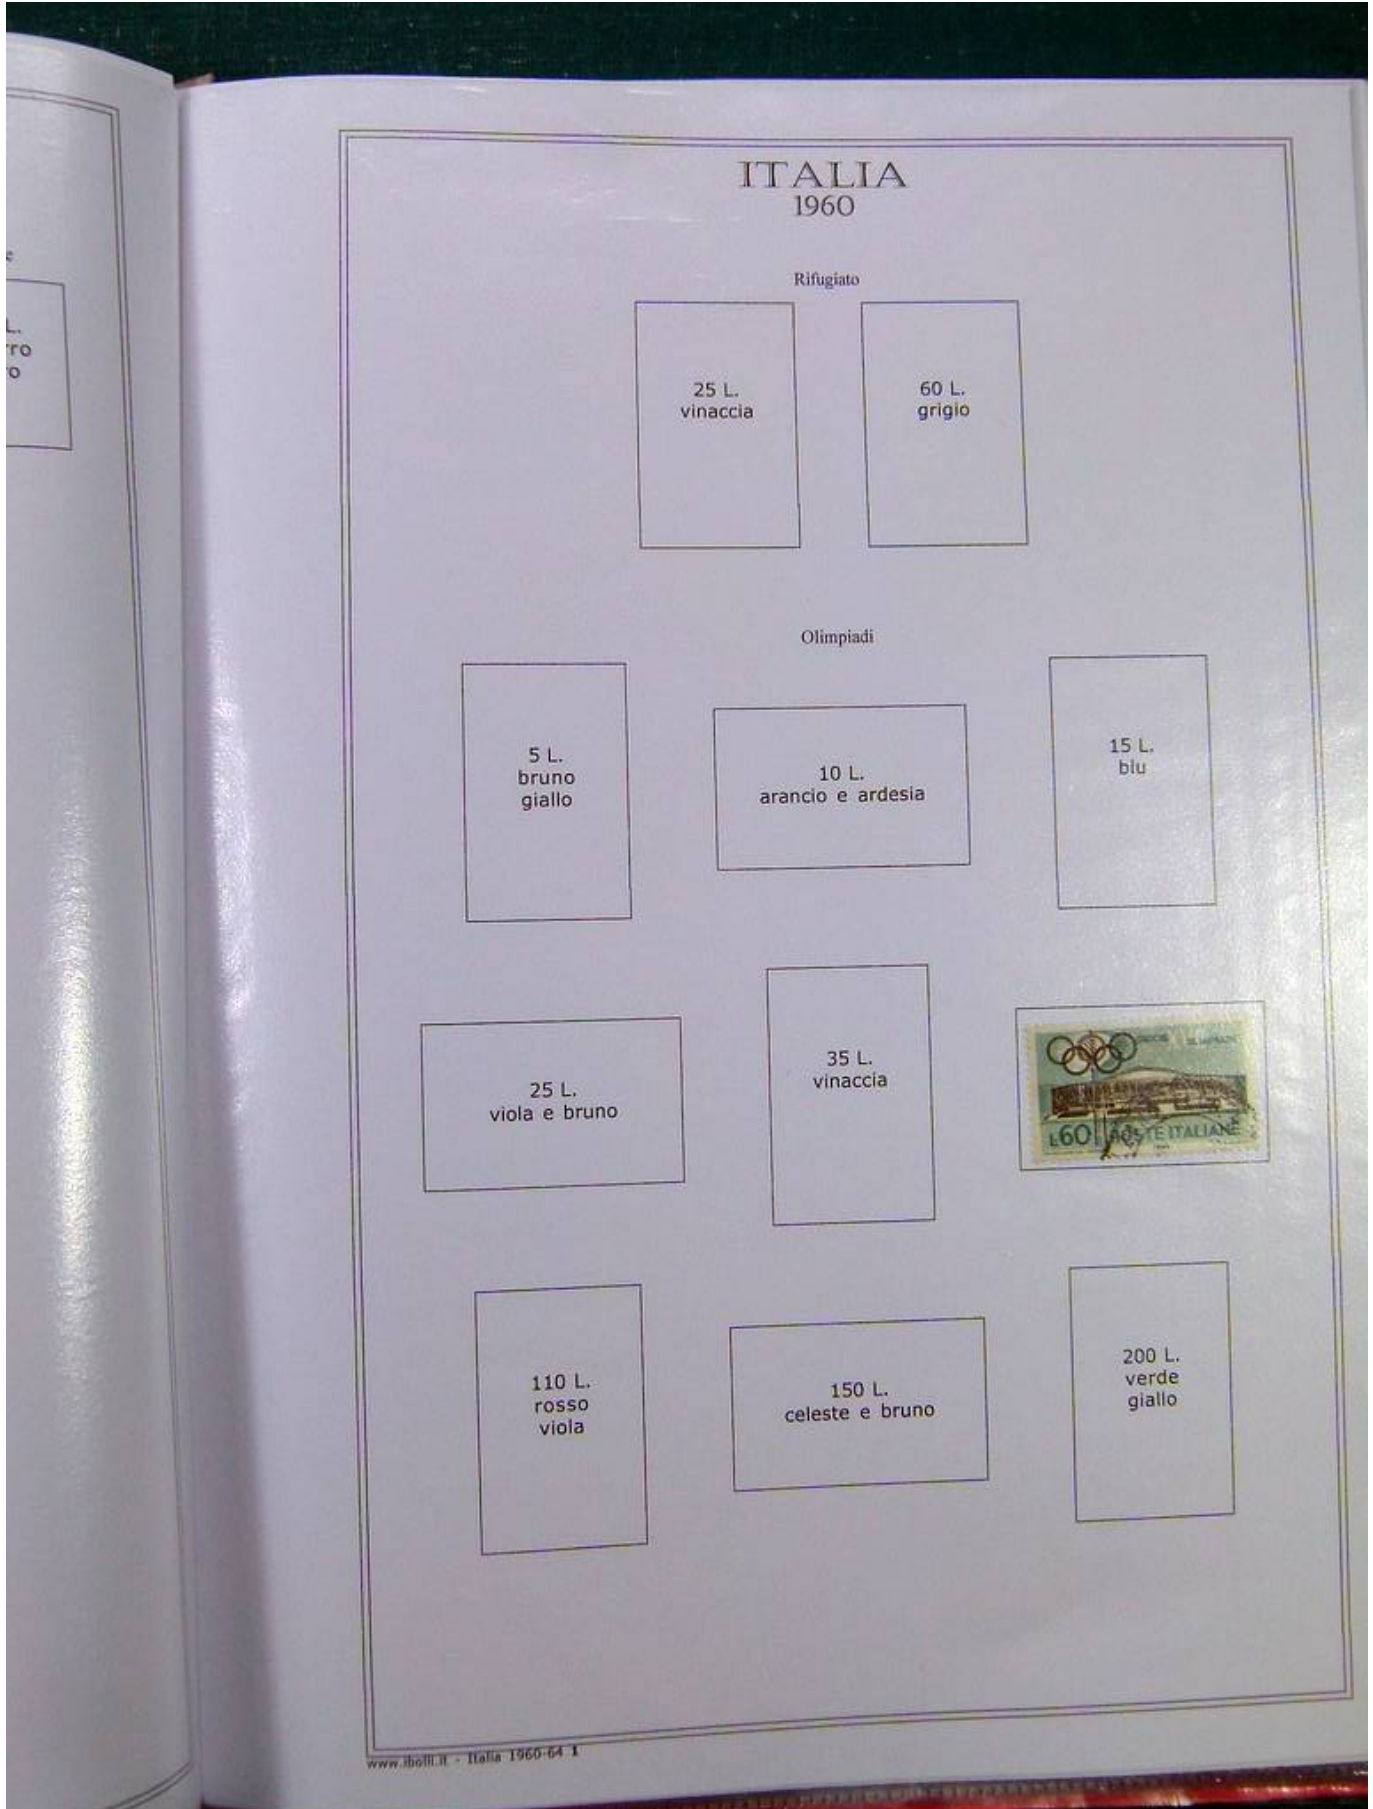 ITALIA
1960
Rifugiato
25 L.
vinaccia
60 L.
grigio
Olimpiadi
5 L.
bruno
giallo
10 L.
arancio e ardesia
15 L.
blu
25 L.
viola e bruno
35 L.
vinaccia
L60 POSTE ITALIANE
110 L.
rosso
viola
150 L.
celeste e bruno
200 L.
verde
giallo
www.ibolli.it - Italia 1960-64 1